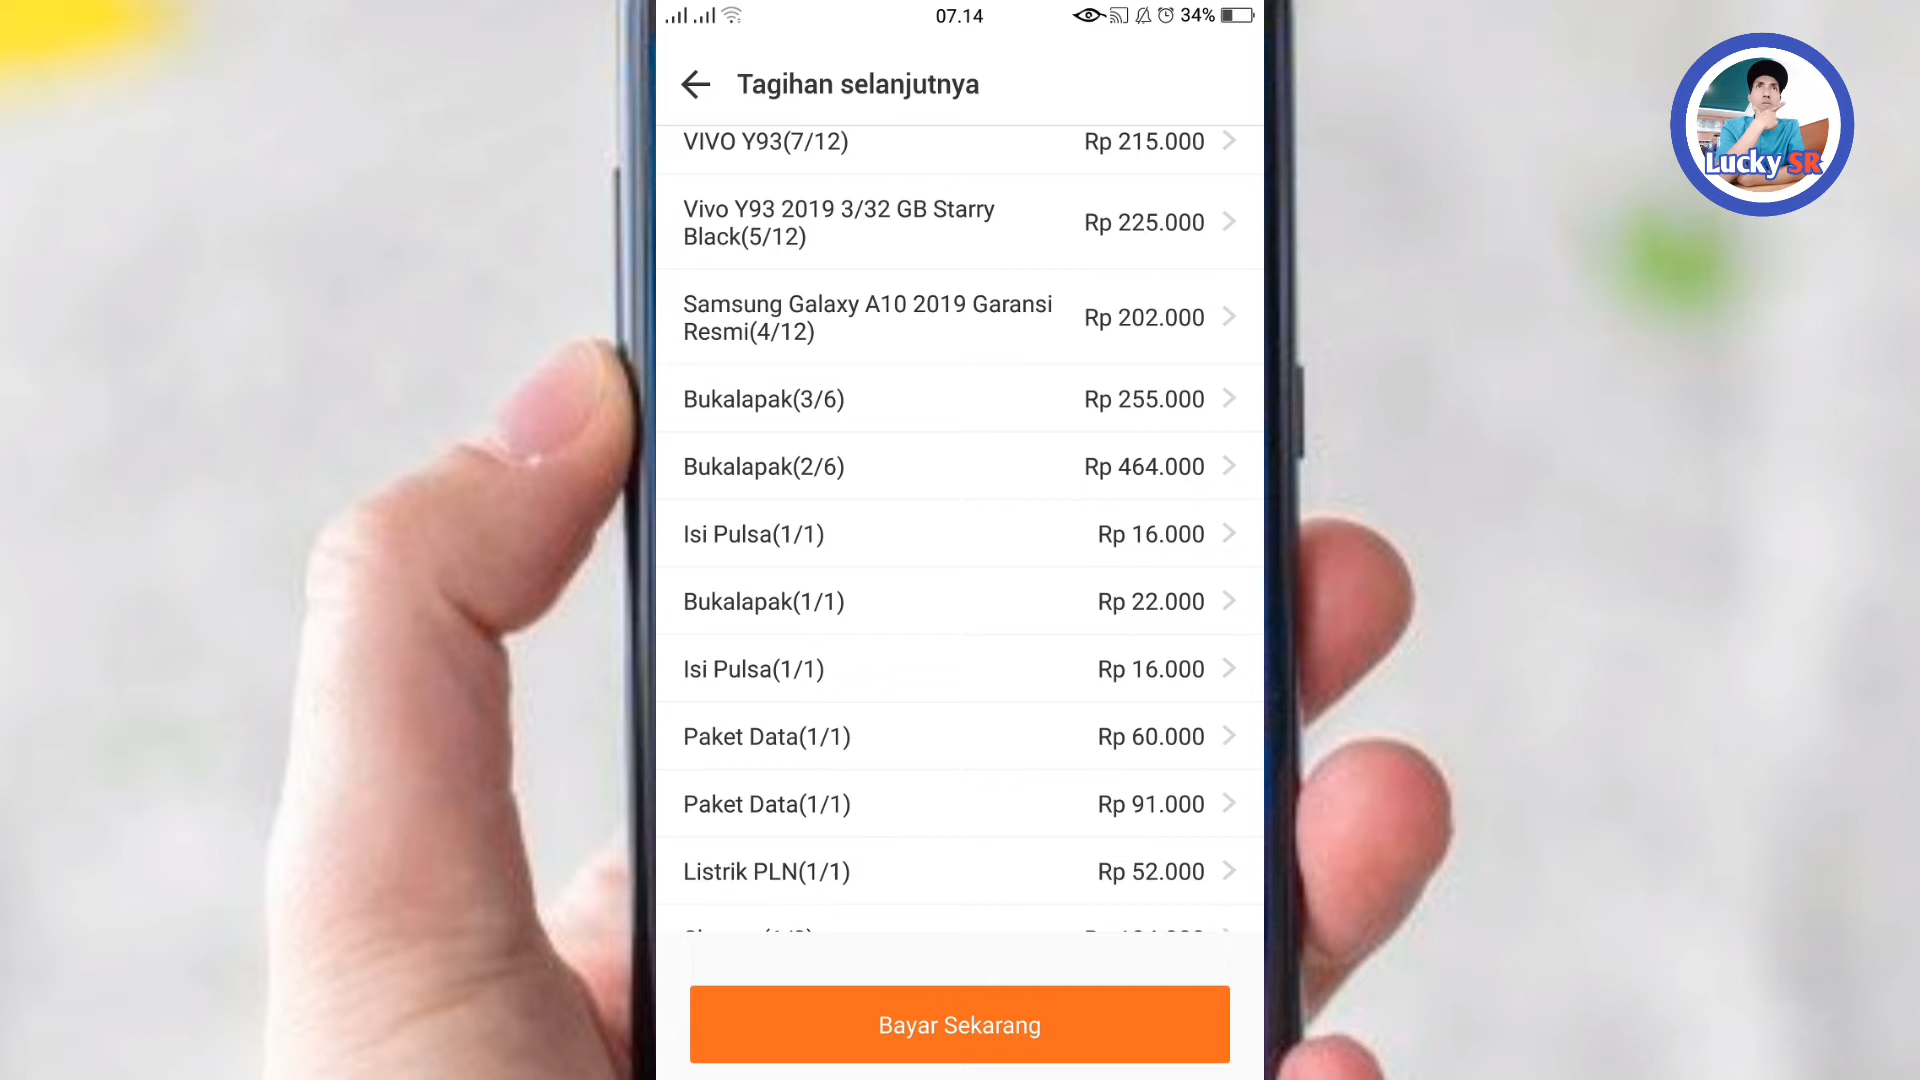 07.14
34%
Tagihan selanjutnya
VIVO Y93(7/12) Rp 215.000
Vivo Y93 2019 3/32 GB Starry
Black(5/12) Rp 225.000
Samsung Galaxy A10 2019 Garansi
Resmi(4/12) Rp 202.000
Bukalapak(3/6) Rp 255.000
Bukalapak(2/6) Rp 464.000
Isi Pulsa(1/1) Rp 16.000
Bukalapak(1/1) Rp 22.000
Isi Pulsa(1/1) Rp 16.000
Paket Data(1/1) Rp 60.000
Paket Data(1/1) Rp 91.000
Listrik PLN(1/1) Rp 52.000
Bayar Sekarang
Lucky SR